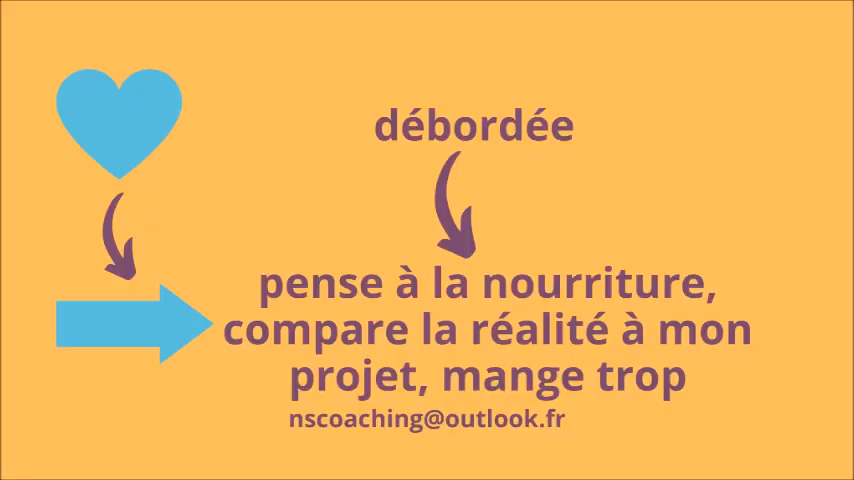 débordée
pense à la nourriture,
compare la réalité à mon
projet, mange trop
nscoaching@outlook.fr